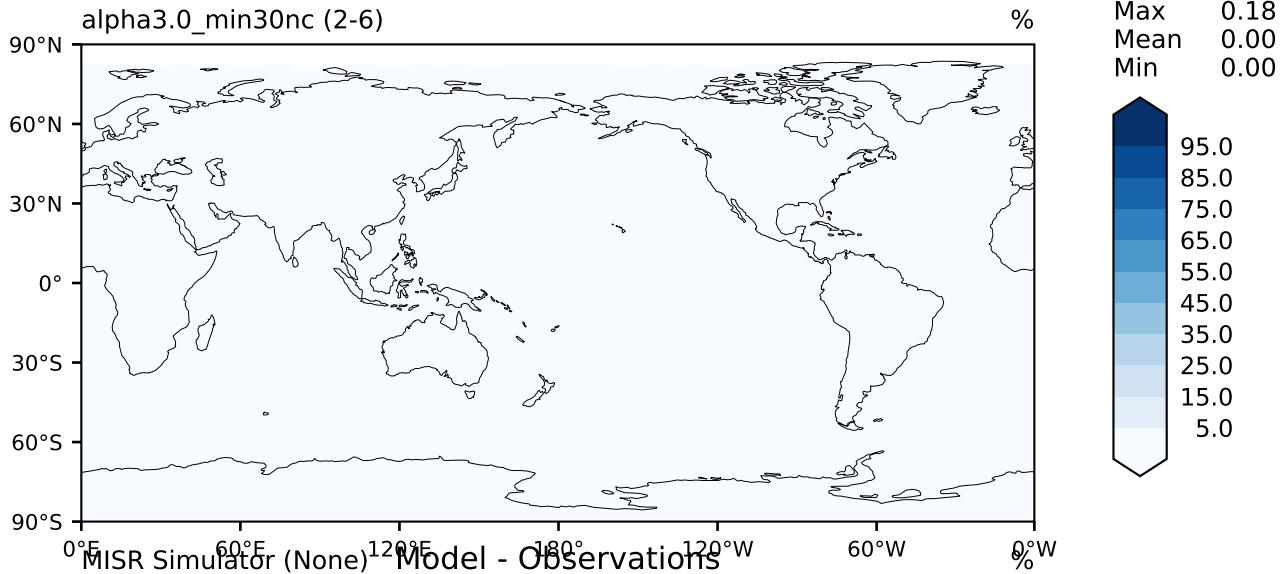 alpha3.0_min30nc (2-6) %
Max 0.18
Mean 0.00
Min 0.00
90°N
60°N
30°N
0°
30°S
60°S
90°S
0°E 60°E 120°E 180° 120°W 60°W 0°W
95.0
85.0
75.0
65.0
55.0
45.0
35.0
25.0
15.0
5.0
MISR Simulator (None) Model - Observations %